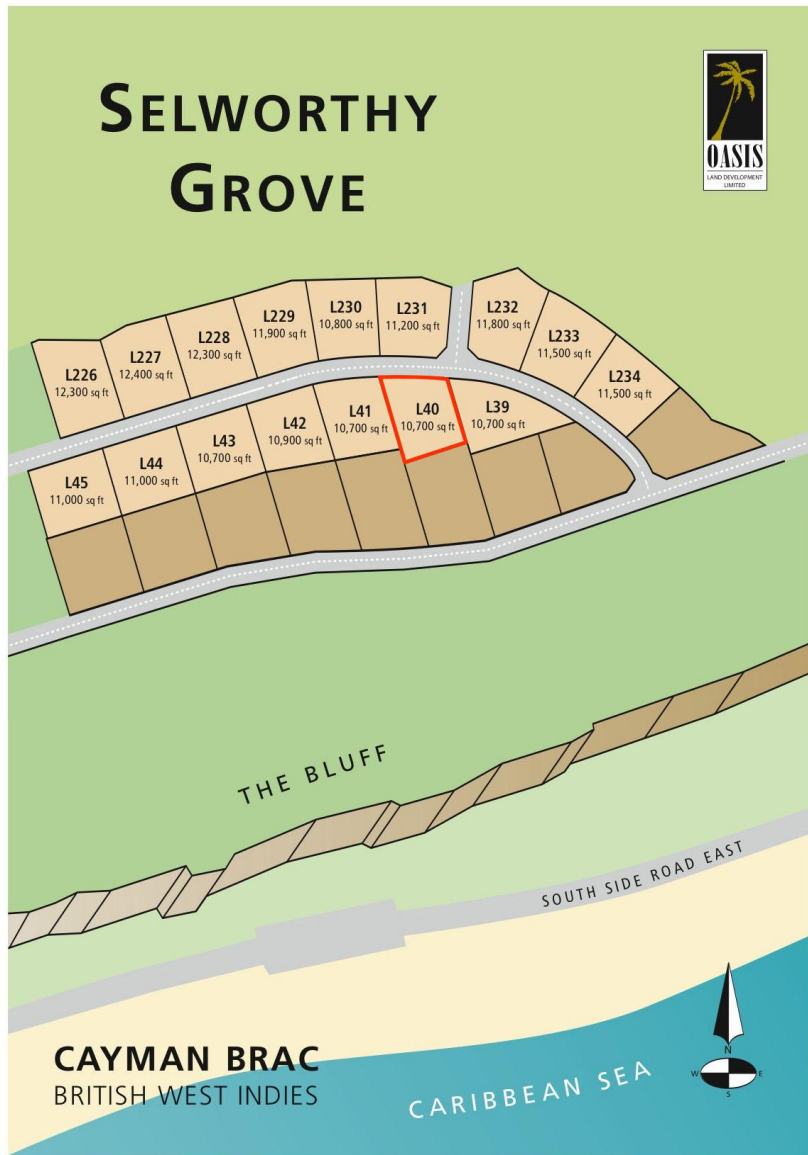 SELWORTHY
GROVE
OASIS
LAND DEVELOPMENT
LIMITED
L226
12,300 sq ft
L227
12,400 sq ft
L228
12,300 sq ft
L229
11,900 sq ft
L230
10,800 sq ft
L231
11,200 sq ft
L232
11,800 sq ft
L233
11,500 sq ft
L234
11,500 sq ft
L45
11,000 sq ft
L44
11,000 sq ft
L43
10,700 sq ft
L42
10,900 sq ft
L41
10,700 sq ft
L40
10,700 sq ft
L39
10,700 sq ft
THE BLUFF
SOUTH SIDE ROAD EAST
CAYMAN BRAC
BRITISH WEST INDIES
CARIBBEAN SEA
N
W E
S